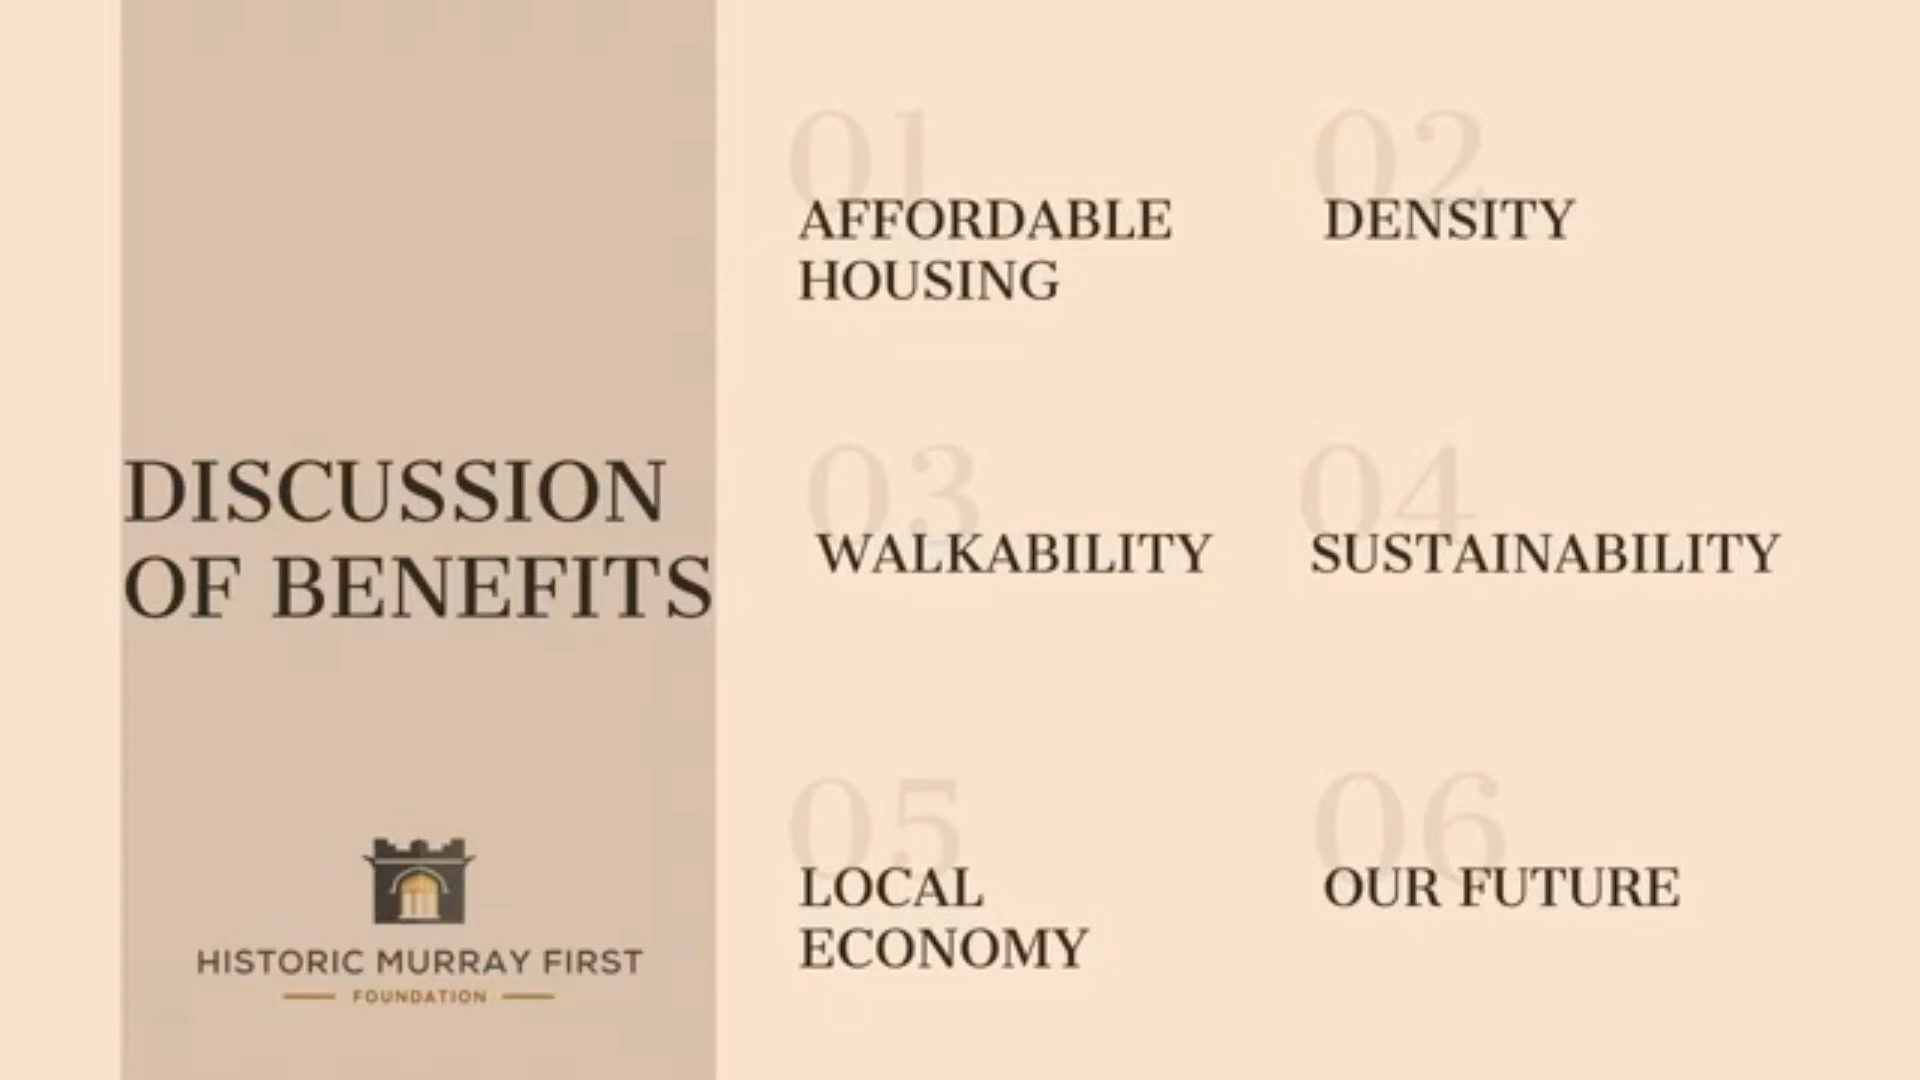 DISCUSSION
OF BENEFITS
HISTORIC MURRAY FIRST
FOUNDATION
01
AFFORDABLE
HOUSING
02
DENSITY
03
WALKABILITY
04
SUSTAINABILITY
05
LOCAL
ECONOMY
06
OUR FUTURE